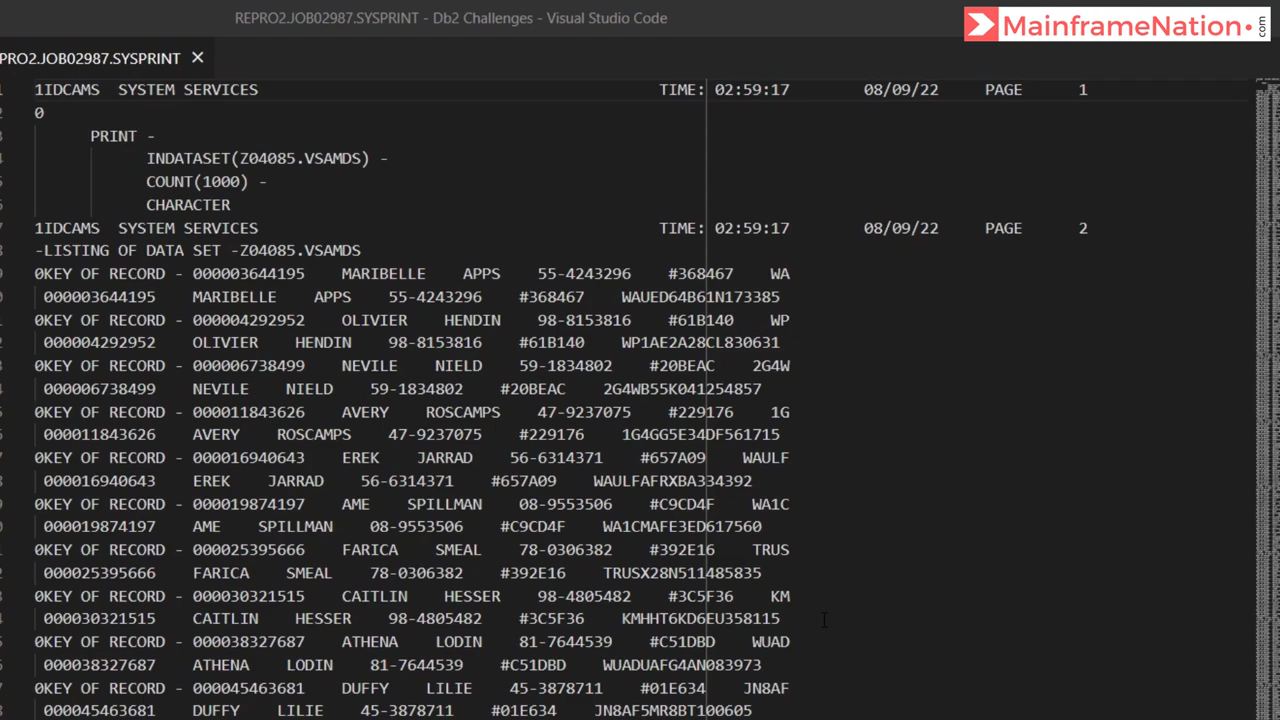 REPRO2.JOB02987.SYSPRINT - Db2 Challenges - Visual Studio Code
MainframeNation.com
PRO2.JOB02987.SYSPRINT ×
1IDCAMS SYSTEM SERVICES TIME: 02:59:17 08/09/22 PAGE 1
0
PRINT -
INDATASET(Z04085.VSAMDS) -
COUNT(1000) -
CHARACTER
1IDCAMS SYSTEM SERVICES TIME: 02:59:17 08/09/22 PAGE 2
-LISTING OF DATA SET -Z04085.VSAMDS
0KEY OF RECORD - 000003644195 MARIBELLE APPS 55-4243296 #368467 WA
000003644195 MARIBELLE APPS 55-4243296 #368467 WAUED64B61N173385
0KEY OF RECORD - 000004292952 OLIVIER HENDIN 98-8153816 #61B140 WP
000004292952 OLIVIER HENDIN 98-8153816 #61B140 WP1AE2A28CL830631
0KEY OF RECORD - 000006738499 NEVILE NIELD 59-1834802 #20BEAC 2G4W
000006738499 NEVILE NIELD 59-1834802 #20BEAC 2G4WB55K041254857
0KEY OF RECORD - 000011843626 AVERY ROSCAMPS 47-9237075 #229176 1G
000011843626 AVERY ROSCAMPS 47-9237075 #229176 1G4GG5E34DF561715
0KEY OF RECORD - 000016940643 EREK JARRAD 56-6314371 #657A09 WAULF
000016940643 EREK JARRAD 56-6314371 #657A09 WAULFAFRXBA334392
0KEY OF RECORD - 000019874197 AME SPILLMAN 08-9553506 #C9CD4F WA1C
000019874197 AME SPILLMAN 08-9553506 #C9CD4F WA1CMAFE3ED617560
0KEY OF RECORD - 000025395666 FARICA SMEAL 78-0306382 #392E16 TRUS
000025395666 FARICA SMEAL 78-0306382 #392E16 TRUSX28N511485835
0KEY OF RECORD - 000030321515 CAITLIN HESSER 98-4805482 #3C5F36 KM
000030321515 CAITLIN HESSER 98-4805482 #3C5F36 KMHHT6KD6EU358115
0KEY OF RECORD - 000038327687 ATHENA LODIN 81-7644539 #C51DBD WUAD
000038327687 ATHENA LODIN 81-7644539 #C51DBD WUADUAFG4AN083973
0KEY OF RECORD - 000045463681 DUFFY LILIE 45-3878711 #01E634 JN8AF
000045463681 DUFFY LILIE 45-3878711 #01E634 JN8AF5MR8BT100605